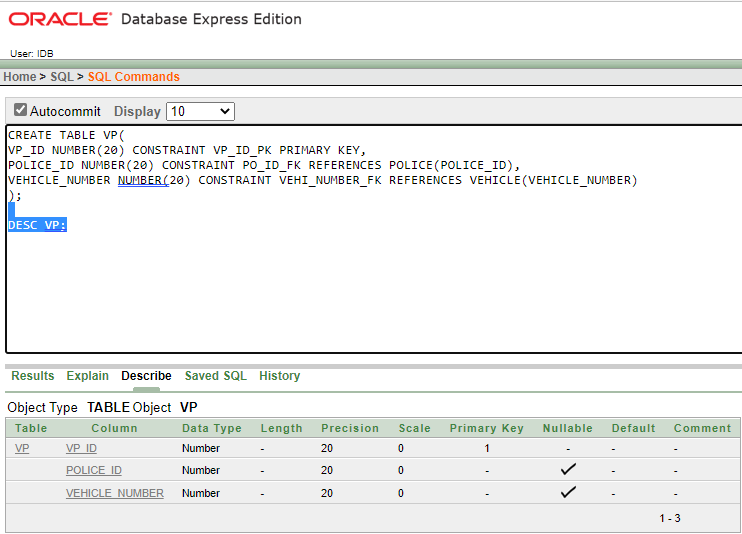 ORACLE® Database Express Edition
User: IDB
Home > SQL > SQL Commands
Autocommit Display 10
CREATE TABLE VP(
VP_ID NUMBER(20) CONSTRAINT VP_ID_PK PRIMARY KEY,
POLICE_ID NUMBER(20) CONSTRAINT PO_ID_FK REFERENCES POLICE(POLICE_ID),
VEHICLE_NUMBER NUMBER(20) CONSTRAINT VEHI_NUMBER_FK REFERENCES VEHICLE(VEHICLE_NUMBER)
);
DESC VP;
Results Explain Describe Saved SQL History
Object Type TABLE Object VP
Table Column Data Type Length Precision Scale Primary Key Nullable Default Comment
VP VP_ID Number - 20 0 1 - - -
POLICE_ID Number - 20 0 - ✓ - -
VEHICLE_NUMBER Number - 20 0 - ✓ - -
1 - 3